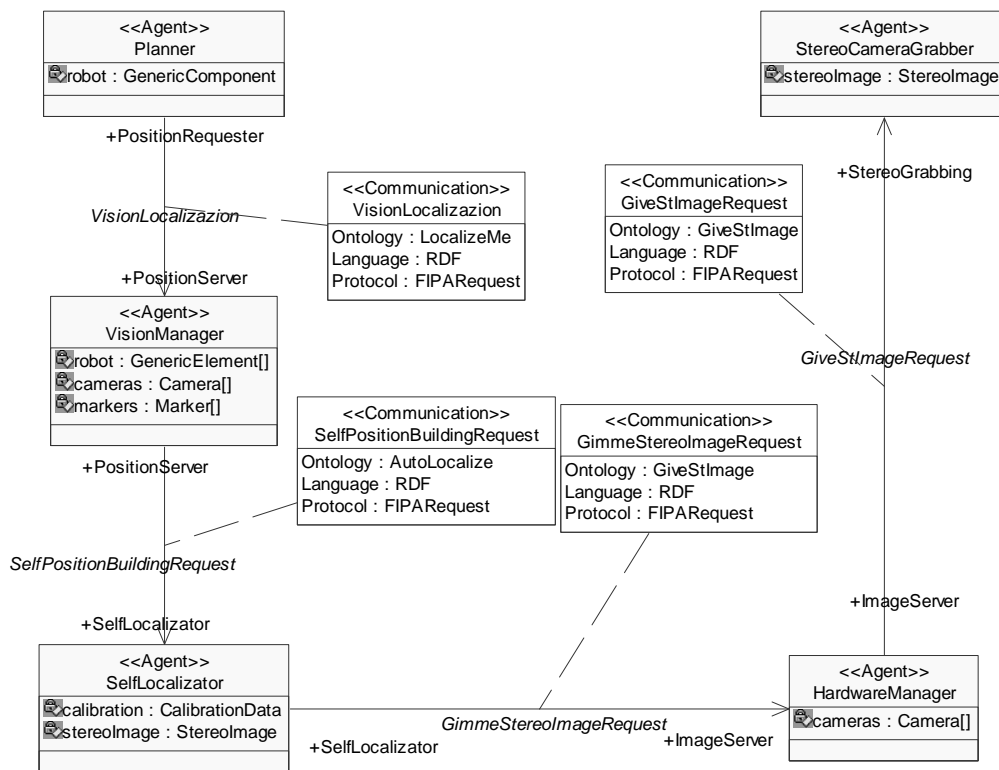 <<Agent>>
Planner
robot : GenericComponent
<<Agent>>
StereoCameraGrabber
stereoImage : StereoImage
+PositionRequester
+StereoGrabbing
<<Communication>>
VisionLocalizazion
Ontology : LocalizeMe
Language : RDF
Protocol : FIPARequest
<<Communication>>
GiveStImageRequest
Ontology : GiveStImage
Language : RDF
Protocol : FIPARequest
VisionLocalizazion
+PositionServer
<<Agent>>
VisionManager
robot : GenericElement[]
cameras : Camera[]
markers : Marker[]
GiveStImageRequest
+PositionServer
<<Communication>>
SelfPositionBuildingRequest
Ontology : AutoLocalize
Language : RDF
Protocol : FIPARequest
<<Communication>>
GimmeStereoImageRequest
Ontology : GiveStImage
Language : RDF
Protocol : FIPARequest
SelfPositionBuildingRequest
+SelfLocalizator
+ImageServer
<<Agent>>
SelfLocalizator
calibration : CalibrationData
stereoImage : StereoImage
<<Agent>>
HardwareManager
cameras : Camera[]
GimmeStereoImageRequest
+SelfLocalizator
+ImageServer